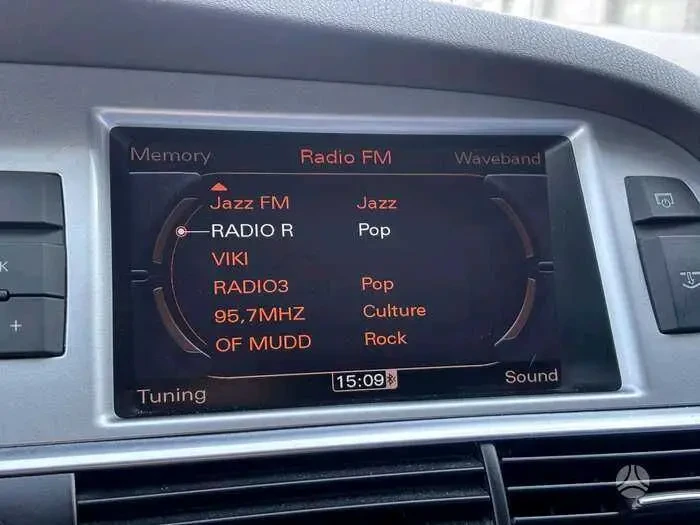 Memory Radio FM Waveband
Jazz FM Jazz
RADIO R Pop
VIKI
RADIO3 Pop
95,7MHZ Culture
OF MUDD Rock
15:09
Tuning Sound
K
+